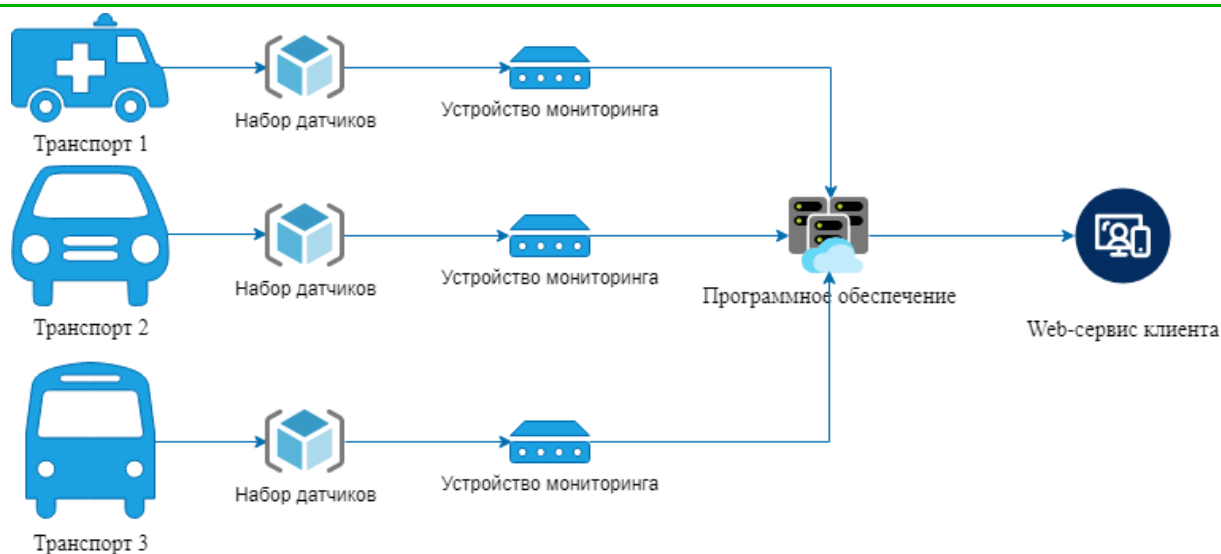 Набор датчиков
Устройство мониторинга
Транспорт 1
Набор датчиков
Устройство мониторинга
Программное обеспечение
Транспорт 2
Web-сервис клиента
Набор датчиков
Устройство мониторинга
Транспорт 3